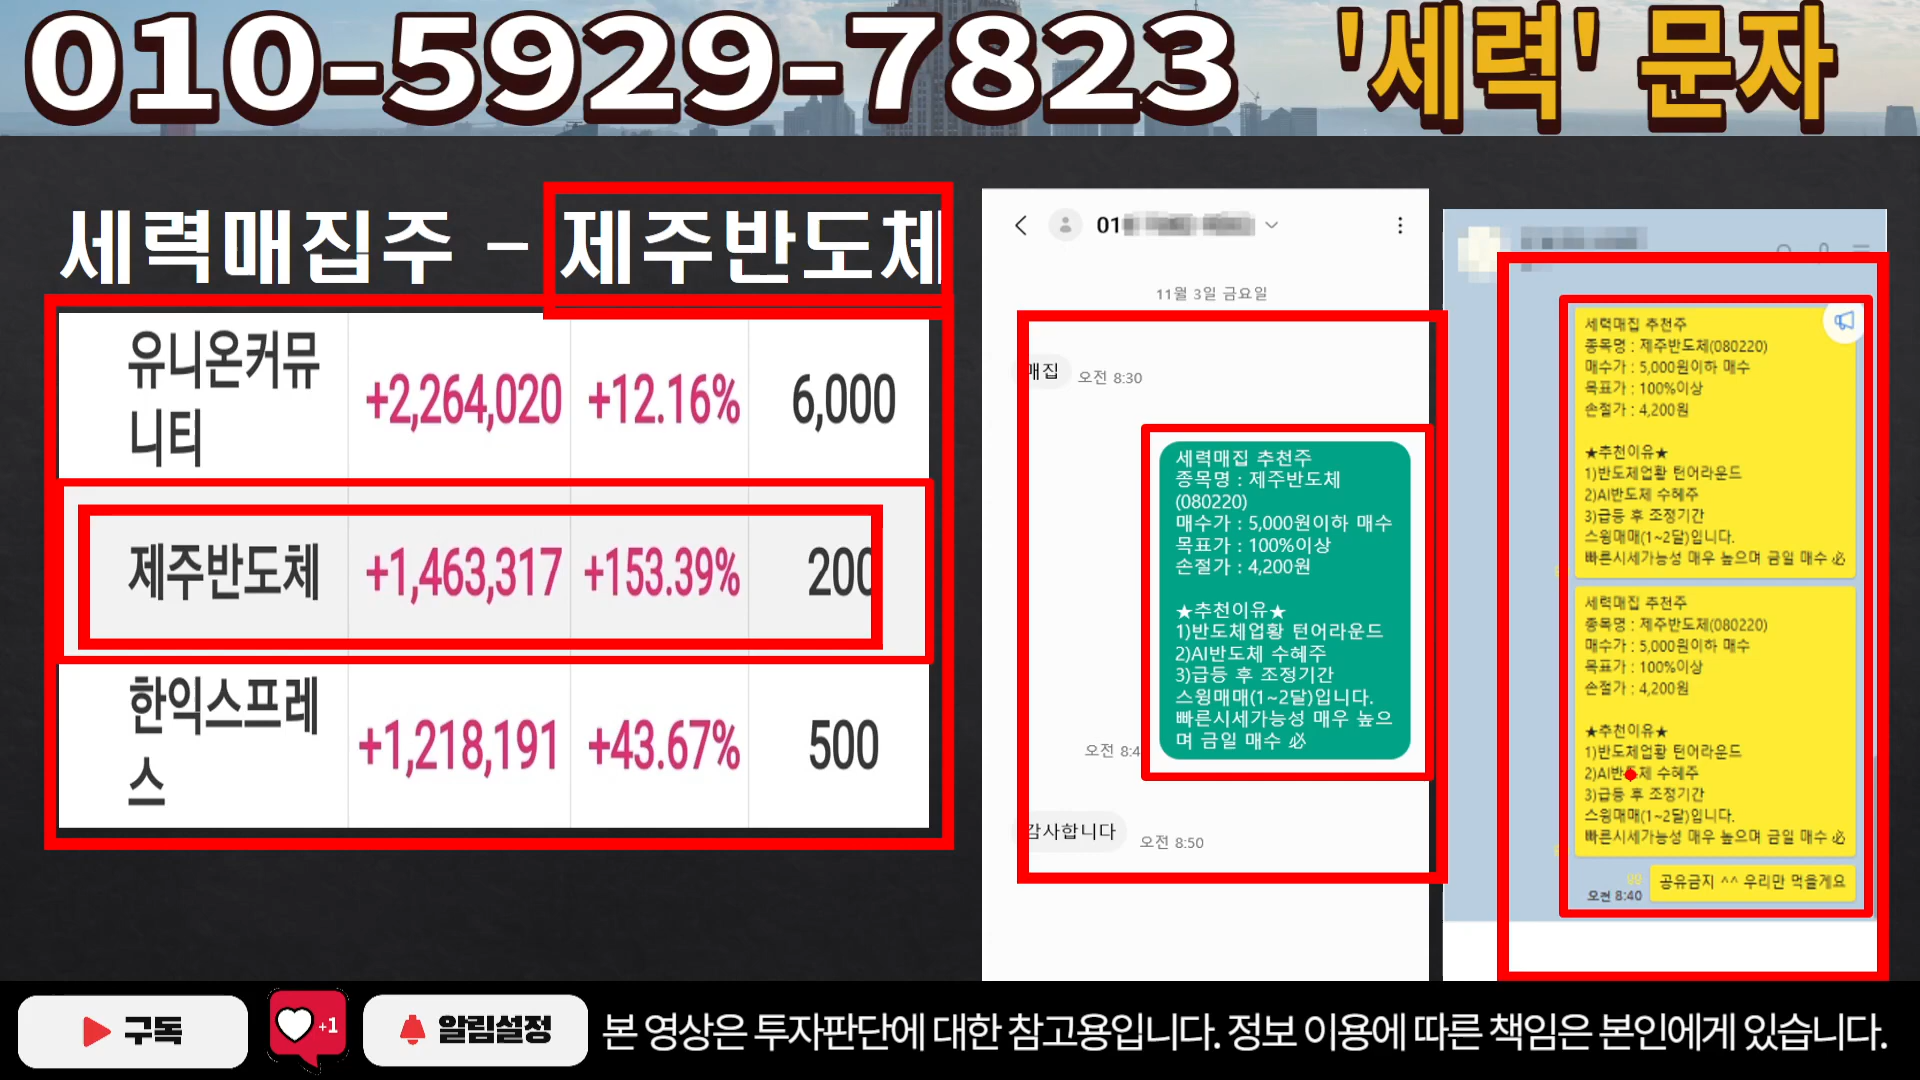 010-5929-7823 '세력' 문자
세력매집주 - 제주반도체
유니온커뮤
니티
+2,264,020 +12.16% 6,000
제주반도체 +1,463,317 +153.39% 200
한익스프레
스
+1,218,191 +43.67% 500
01
11월 3일 금요일
매집 오전 8:30
세력매집 추천주
종목명 : 제주반도체
(080220)
매수가 : 5,000원이하 매수
목표가 : 100%이상
손절가 : 4,200원
★추천이유★
1)반도체업황 턴어라운드
2)AI반도체 수혜주
3)급등 후 조정기간
스윙매매(1~2달)입니다.
빠른시세가능성 매우 높으
며 금일 매수 必
오전 8:4
감사합니다 오전 8:50
세력매집 추천주
종목명 : 제주반도체(080220)
매수가 : 5,000원이하 매수
목표가 : 100%이상
손절가 : 4,200원
★추천이유★
1)반도체업황 턴어라운드
2)AI반도체 수혜주
3)급등 후 조정기간
스윙매매(1~2달)입니다.
빠른시세가능성 매우 높으며 금일 매수 必
세력매집 추천주
종목명 : 제주반도체(080220)
매수가 : 5,000원이하 매수
목표가 : 100%이상
손절가 : 4,200원
★추천이유★
1)반도체업황 턴어라운드
2)AI반도체 수혜주
3)급등 후 조정기간
스윙매매(1~2달)입니다.
빠른시세가능성 매우 높으며 금일 매수 必
오전 8:40 공유금지 ^^ 우리만 먹을게요
구독 +1 알림설정 본 영상은 투자판단에 대한 참고용입니다. 정보 이용에 따른 책임은 본인에게 있습니다.